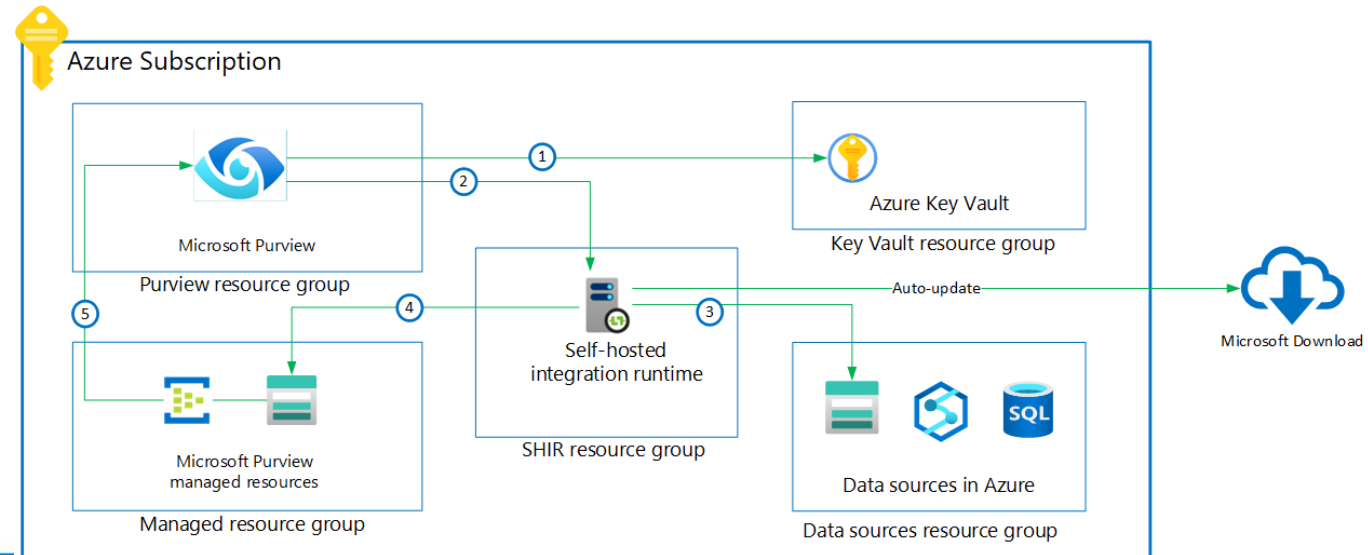 Azure Subscription
1
2
Azure Key Vault
Microsoft Purview
Key Vault resource group
Purview resource group
Auto-update
5
4
3
Microsoft Download
Self-hosted
integration runtime
SQL
SHIR resource group
Microsoft Purview
managed resources
Data sources in Azure
Managed resource group
Data sources resource group